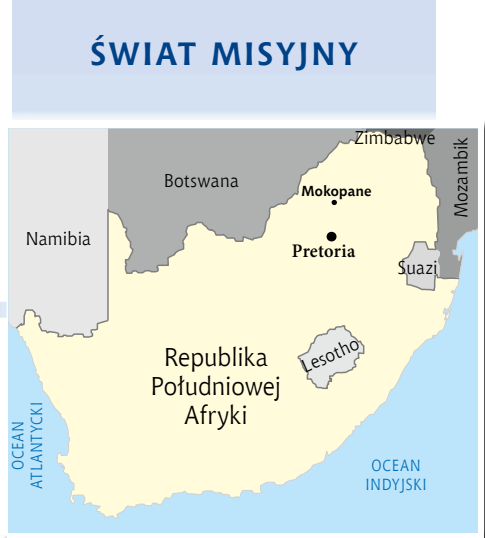 ŚWIAT MISYJNY
Zimbabwe
Mozambik
Botswana
Mokopane
Namibia
Pretoria
Suazi
Lesotho
Republika
Południowej
Afryki
OCEAN
ATLANTYCKI
OCEAN
INDYJSKI